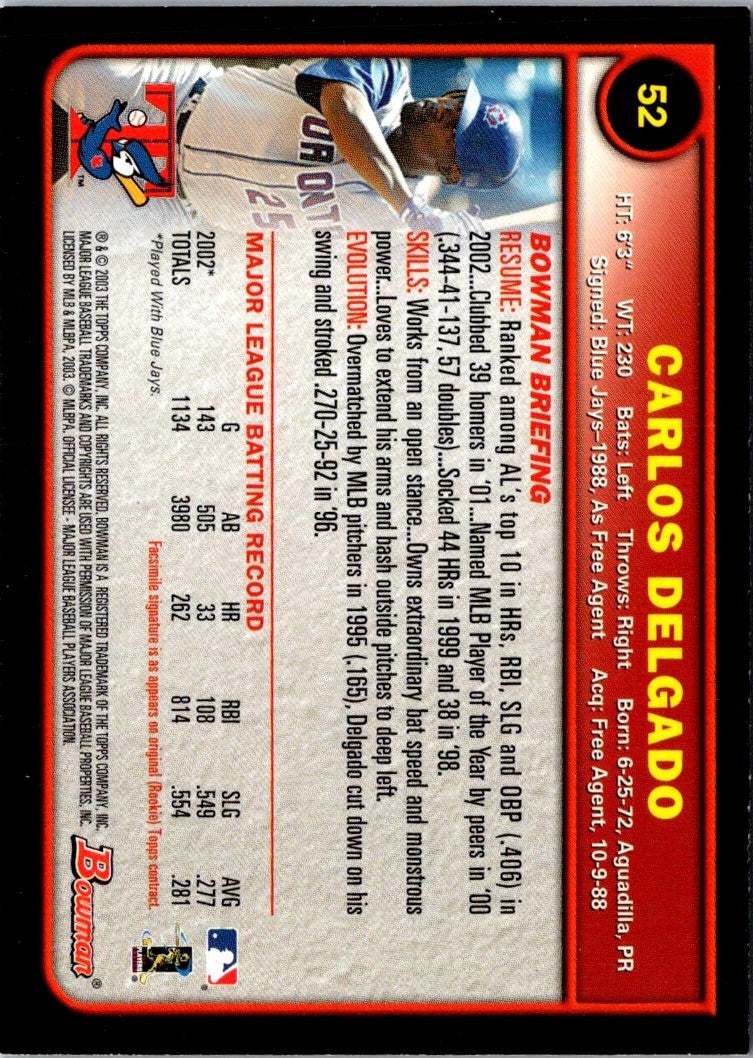 52
CARLOS DELGADO
HT: 6'3" WT: 230 Bats: Left Throws: Right Born: 6-25-72, Aguadilla, PR
Signed: Blue Jays–1988, As Free Agent Acq: Free Agent, 10-9-88
BOWMAN BRIEFING
RESUME: Ranked among AL's top 10 in HRs, RBI, SLG and OBP (.406) in
2002...Clubbed 39 homers in '01...Named MLB Player of the Year by peers in '00
(.344-41-137, 57 doubles)...Socked 44 HRs in 1999 and 38 in '98.
SKILLS: Works from an open stance...Owns extraordinary bat speed and monstrous
power...Loves to extend his arms and bash outside pitches to deep left.
EVOLUTION: Overmatched by MLB pitchers in 1995 (.165), Delgado cut down on his
swing and stroked .270-25-92 in '96.
MAJOR LEAGUE BATTING RECORD
G AB HR RBI SLG AVG
2002* 143 505 33 108 .549 .277
TOTALS 1134 3980 262 814 .554 .281
*Played With Blue Jays.
Facsimile signature is as appears on original (Rookie) Topps contract.
® & © 2003 THE TOPPS COMPANY, INC. ALL RIGHTS RESERVED. BOWMAN IS A REGISTERED TRADEMARK OF THE TOPPS COMPANY, INC.
MAJOR LEAGUE BASEBALL TRADEMARKS AND COPYRIGHTS ARE USED WITH PERMISSION OF MAJOR LEAGUE BASEBALL PROPERTIES, INC.
LICENSED BY MLB & MLBPA, 2003. © MLBPA. OFFICIAL LICENSEE - MAJOR LEAGUE BASEBALL PLAYERS ASSOCIATION.
Bowman®
ORONT
25
TM
PLAYERS
®
®